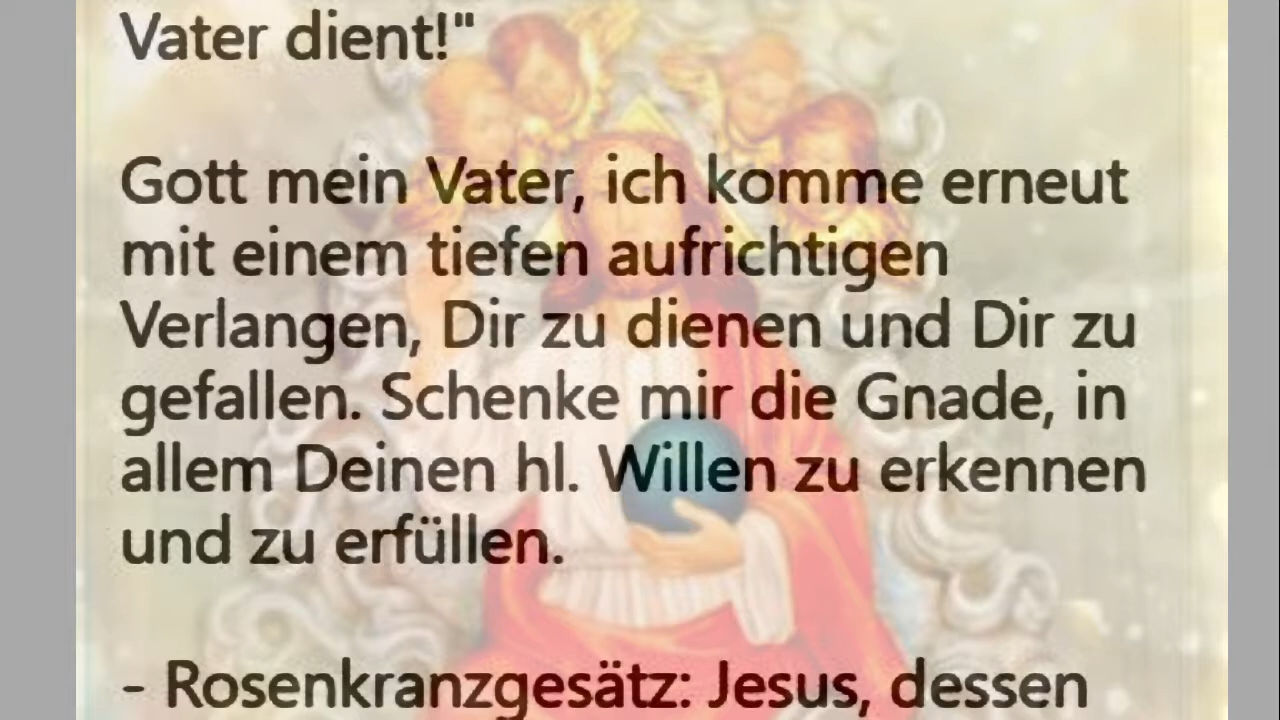 Vater dient!"
Gott mein Vater, ich komme erneut
mit einem tiefen aufrichtigen
Verlangen, Dir zu dienen und Dir zu
gefallen. Schenke mir die Gnade, in
allem Deinen hl. Willen zu erkennen
und zu erfüllen.
- Rosenkranzgesätz: Jesus, dessen